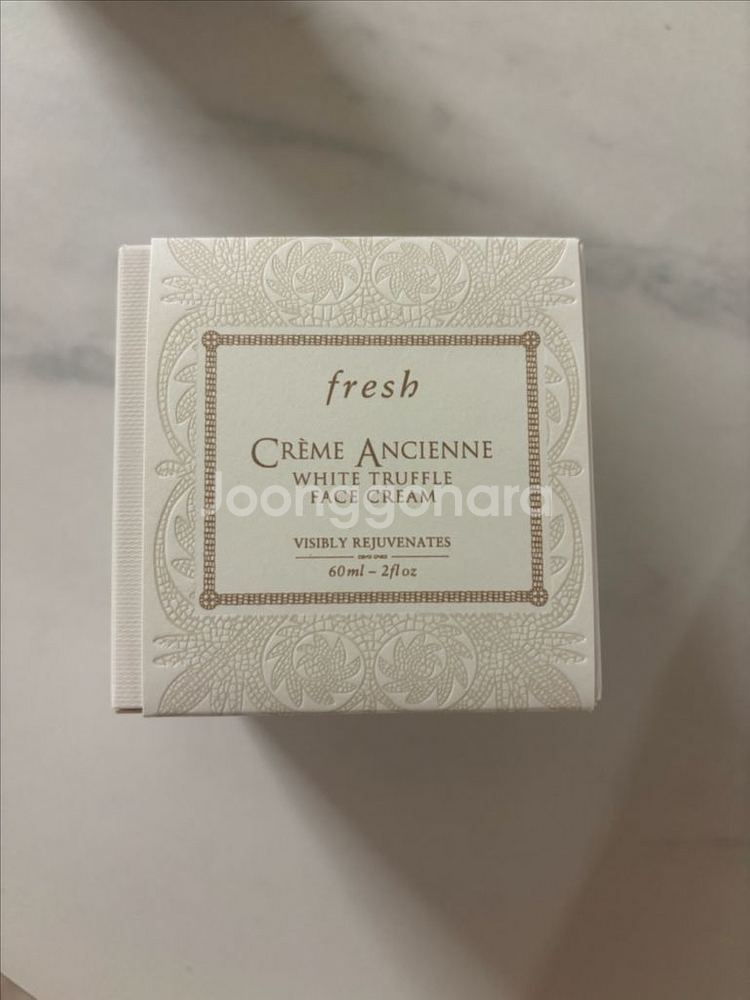 fresh
CRÈME ANCIENNE
WHITE TRUFFLE
FACE CREAM
Joonggonara
VISIBLY REJUVENATES
60ml – 2fl oz